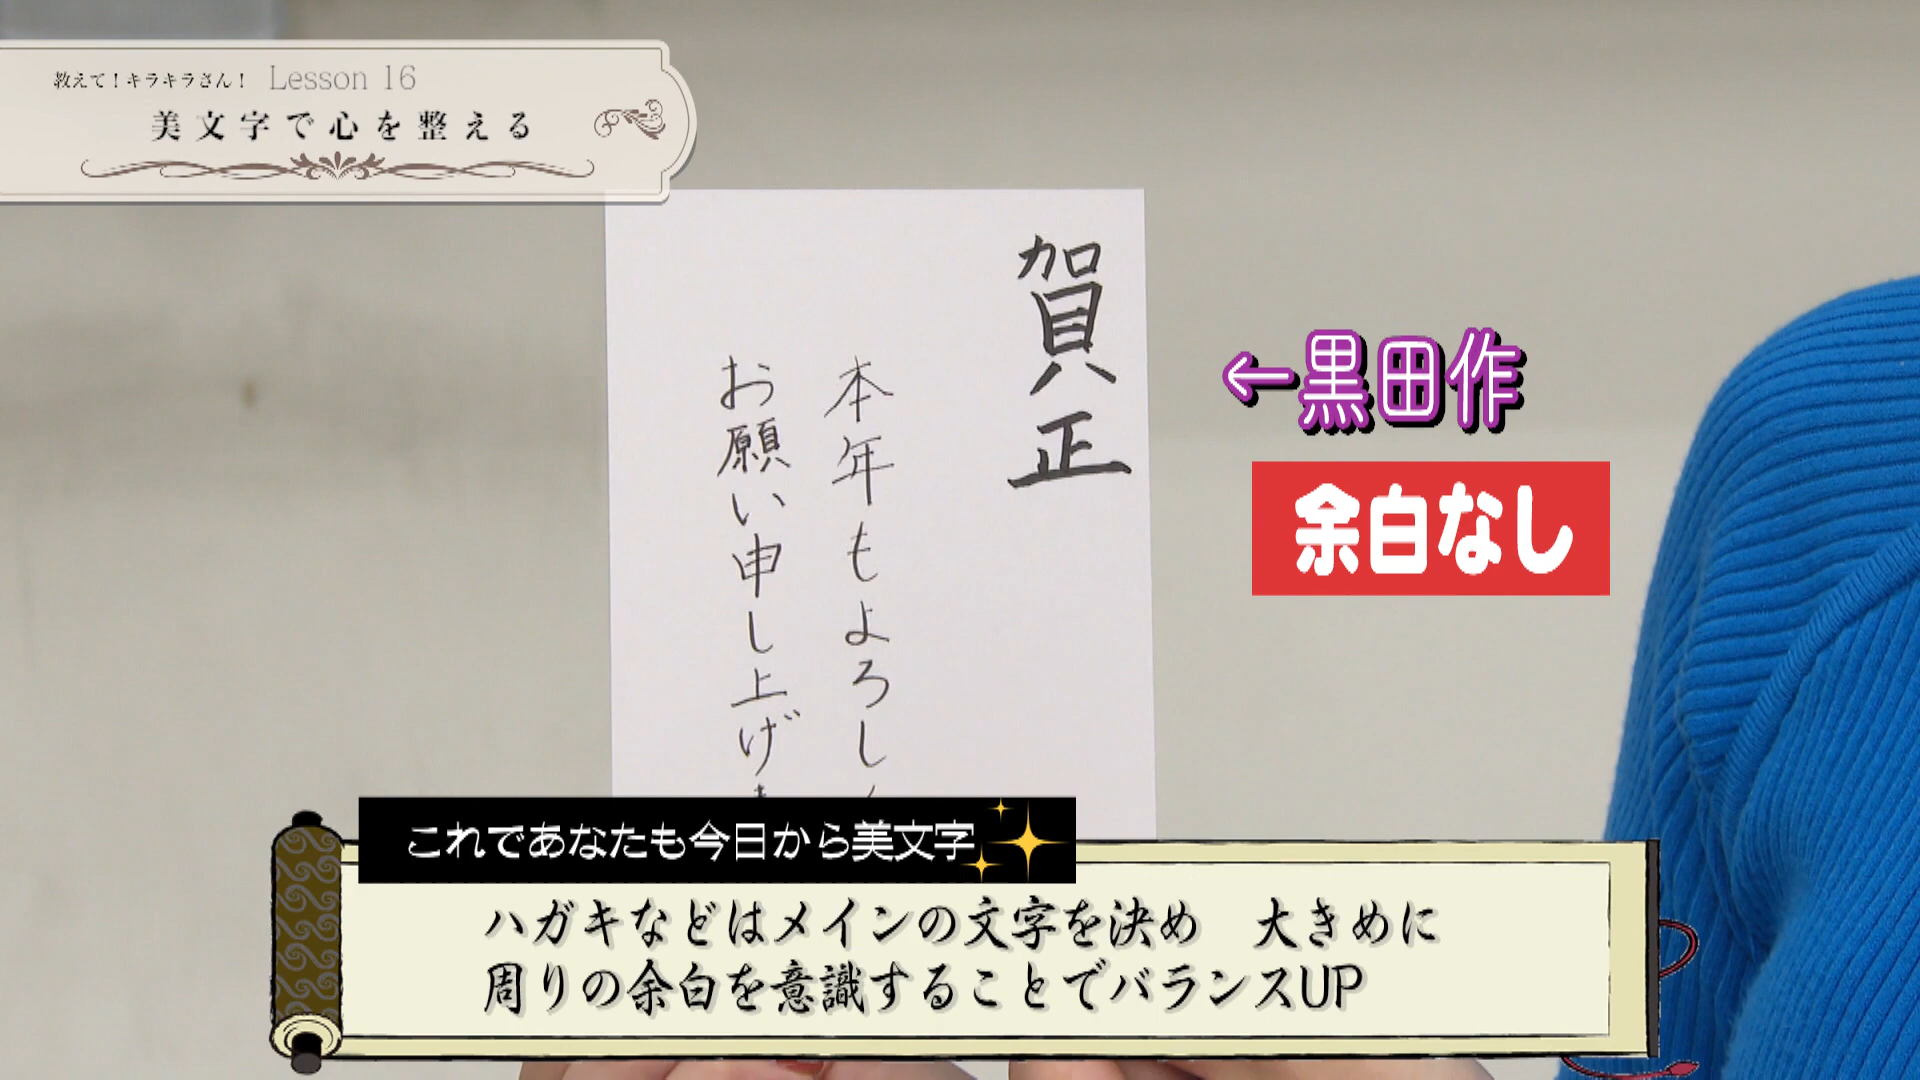 教えて！キラキラさん！ Lesson 16
美文字で心を整える
賀正
本年もよろし
お願い申し上げ
←黒田作
余白なし
これであなたも今日から美文字
ハガキなどはメインの文字を決め　大きめに
周りの余白を意識することでバランスUP